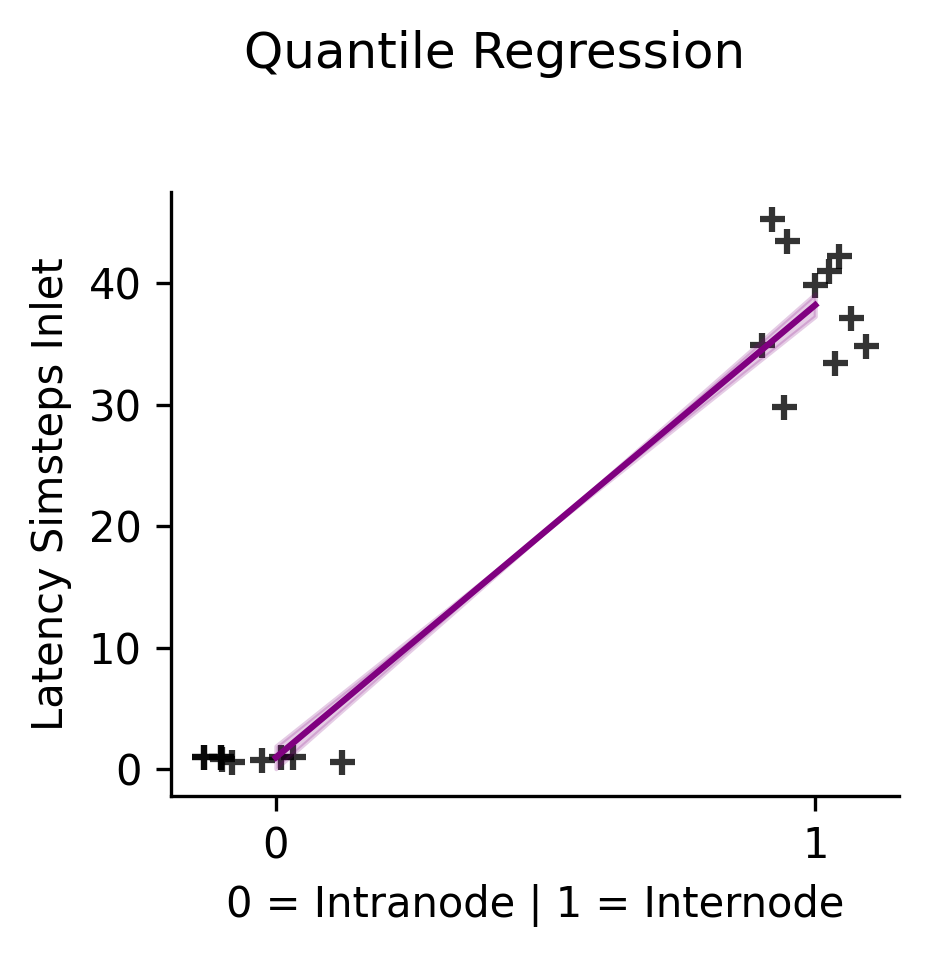 Quantile Regression
Latency Simsteps Inlet
40
30
20
10
0
0 1
0 = Intranode | 1 = Internode